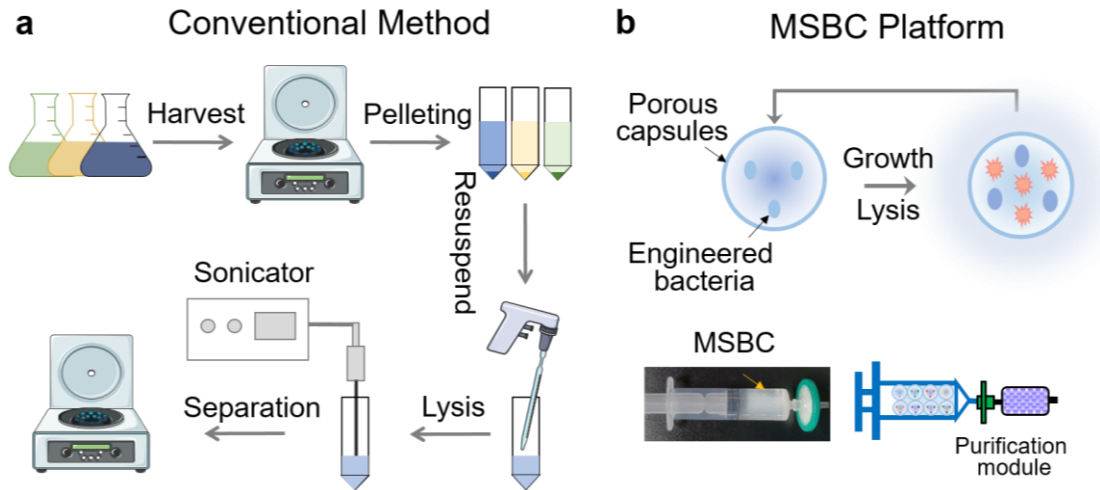 a
Conventional Method
Harvest
Pelleting
Resuspend
Sonicator
Lysis
Separation
b
MSBC Platform
Porous
capsules
Growth
Lysis
Engineered
bacteria
MSBC
Purification
module